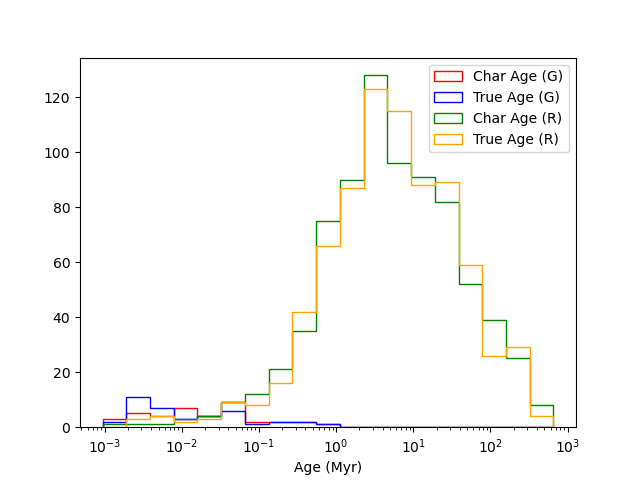 Char Age (G)
True Age (G)
Char Age (R)
True Age (R)
120
100
80
60
40
20
0
10⁻³ 10⁻² 10⁻¹ 10⁰ 10¹ 10² 10³
Age (Myr)